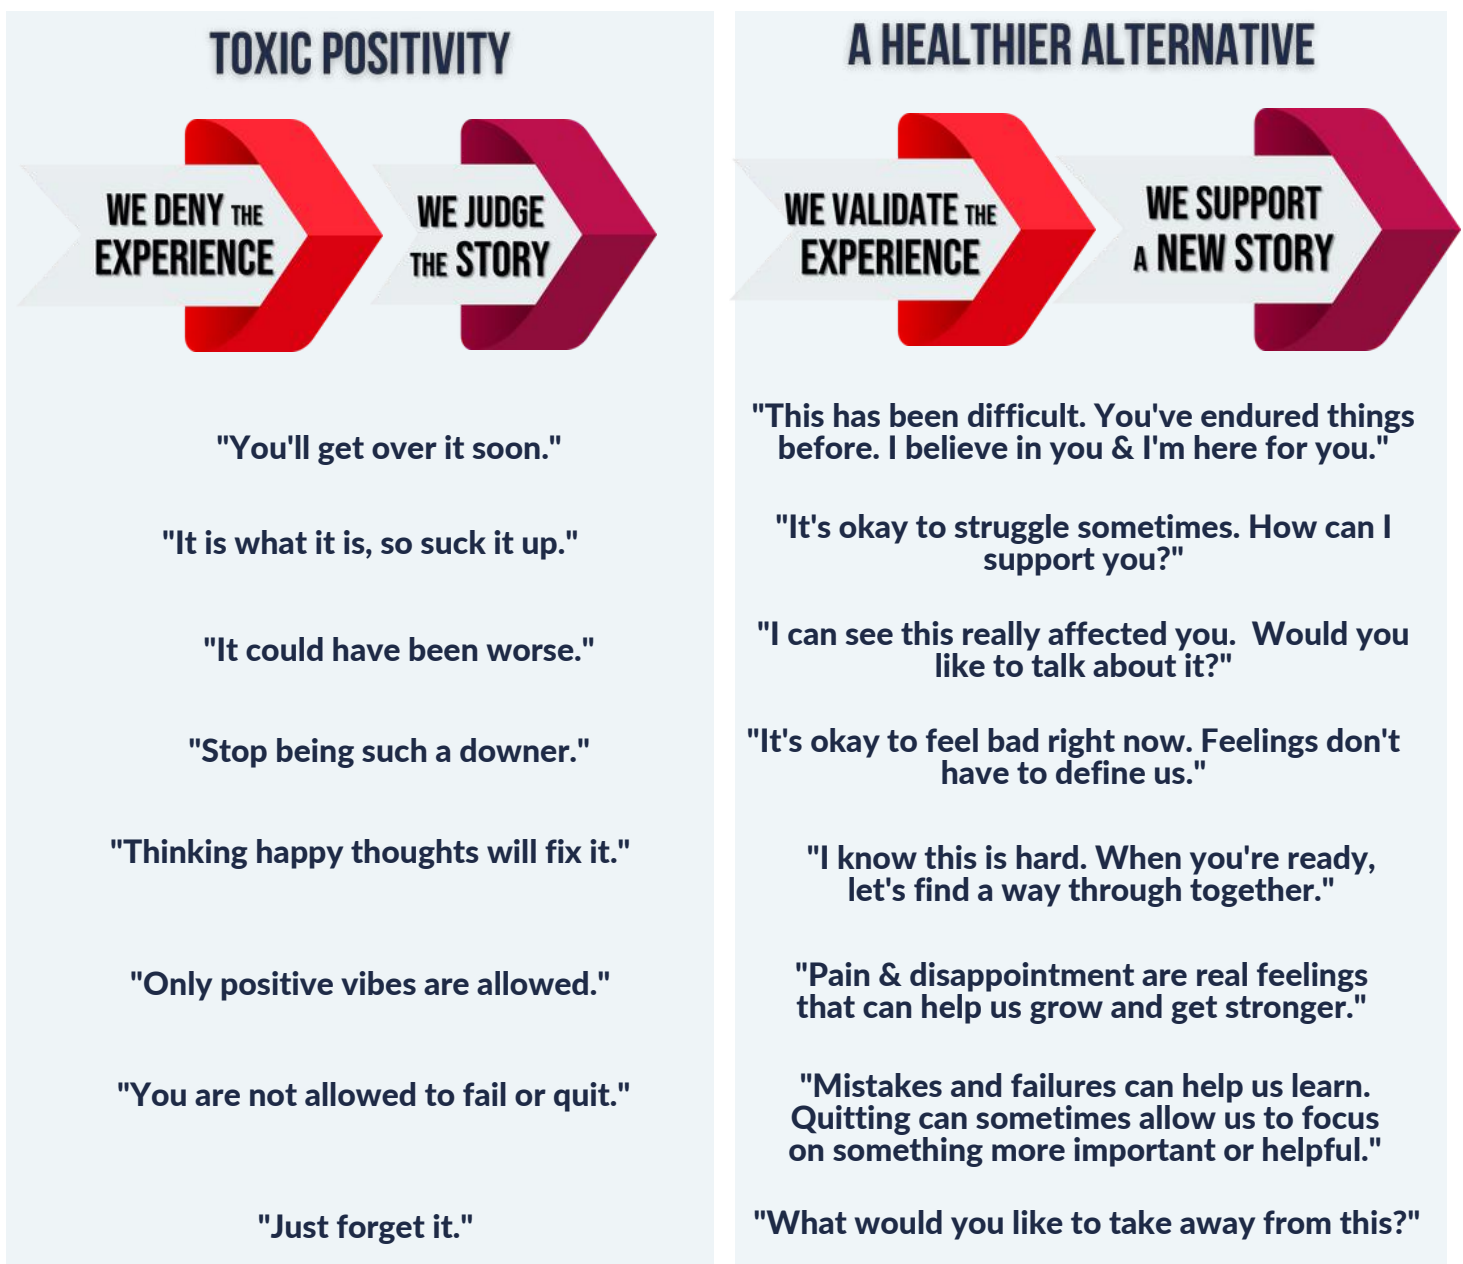 TOXIC POSITIVITY
WE DENY THE
EXPERIENCE
WE JUDGE
THE STORY
"You'll get over it soon."
"It is what it is, so suck it up."
"It could have been worse."
"Stop being such a downer."
"Thinking happy thoughts will fix it."
"Only positive vibes are allowed."
"You are not allowed to fail or quit."
"Just forget it."
A HEALTHIER ALTERNATIVE
WE VALIDATE THE
EXPERIENCE
WE SUPPORT
A NEW STORY
"This has been difficult. You've endured things
before. I believe in you & I'm here for you."
"It's okay to struggle sometimes. How can I
support you?"
"I can see this really affected you.  Would you
like to talk about it?"
"It's okay to feel bad right now. Feelings don't
have to define us."
"I know this is hard. When you're ready,
let's find a way through together."
"Pain & disappointment are real feelings
that can help us grow and get stronger."
"Mistakes and failures can help us learn.
Quitting can sometimes allow us to focus
on something more important or helpful."
"What would you like to take away from this?"